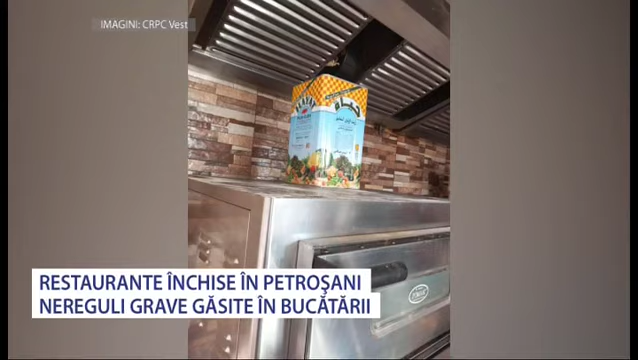 IMAGINI: CRPC Vest
RESTAURANTE ÎNCHISE ÎN PETROȘANI
NEREGULI GRAVE GĂSITE ÎN BUCĂTĂRII